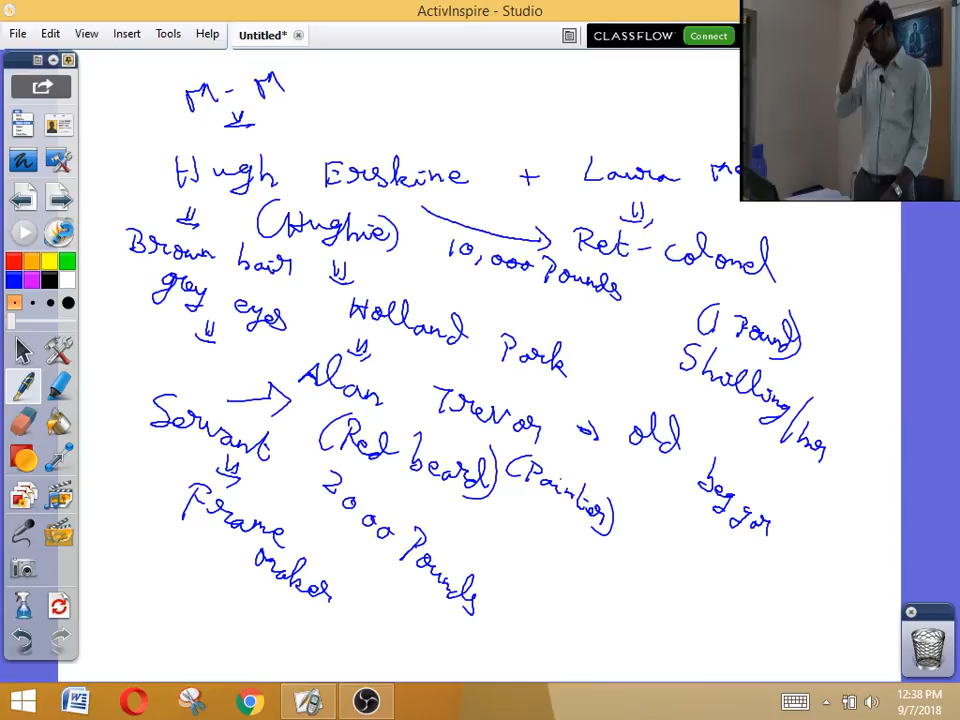 ActivInspire - Studio
File Edit View Insert Tools Help Untitled* CLASSFLOW Connect
M - M
Hugh Erskine + Laura Me
(Hughie) 10,000 Pounds Ret - colonel
Brown hair
grey eyes
Holland Park
(1 Pound)
Shilling/hr
Servant Alan Trevor old beggar
(Red beard) (Painter)
2000 Pounds
Frame maker
12:38 PM
9/7/2018